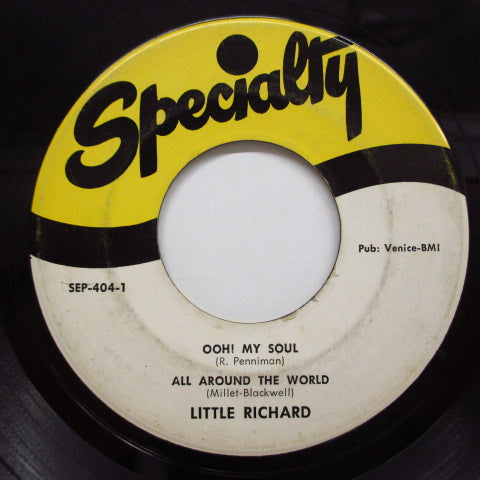 Specialty
Pub: Venice-BMI
SEP-404-1
OOH! MY SOUL
(R. Penniman)
ALL AROUND THE WORLD
(Millet-Blackwell)
LITTLE RICHARD